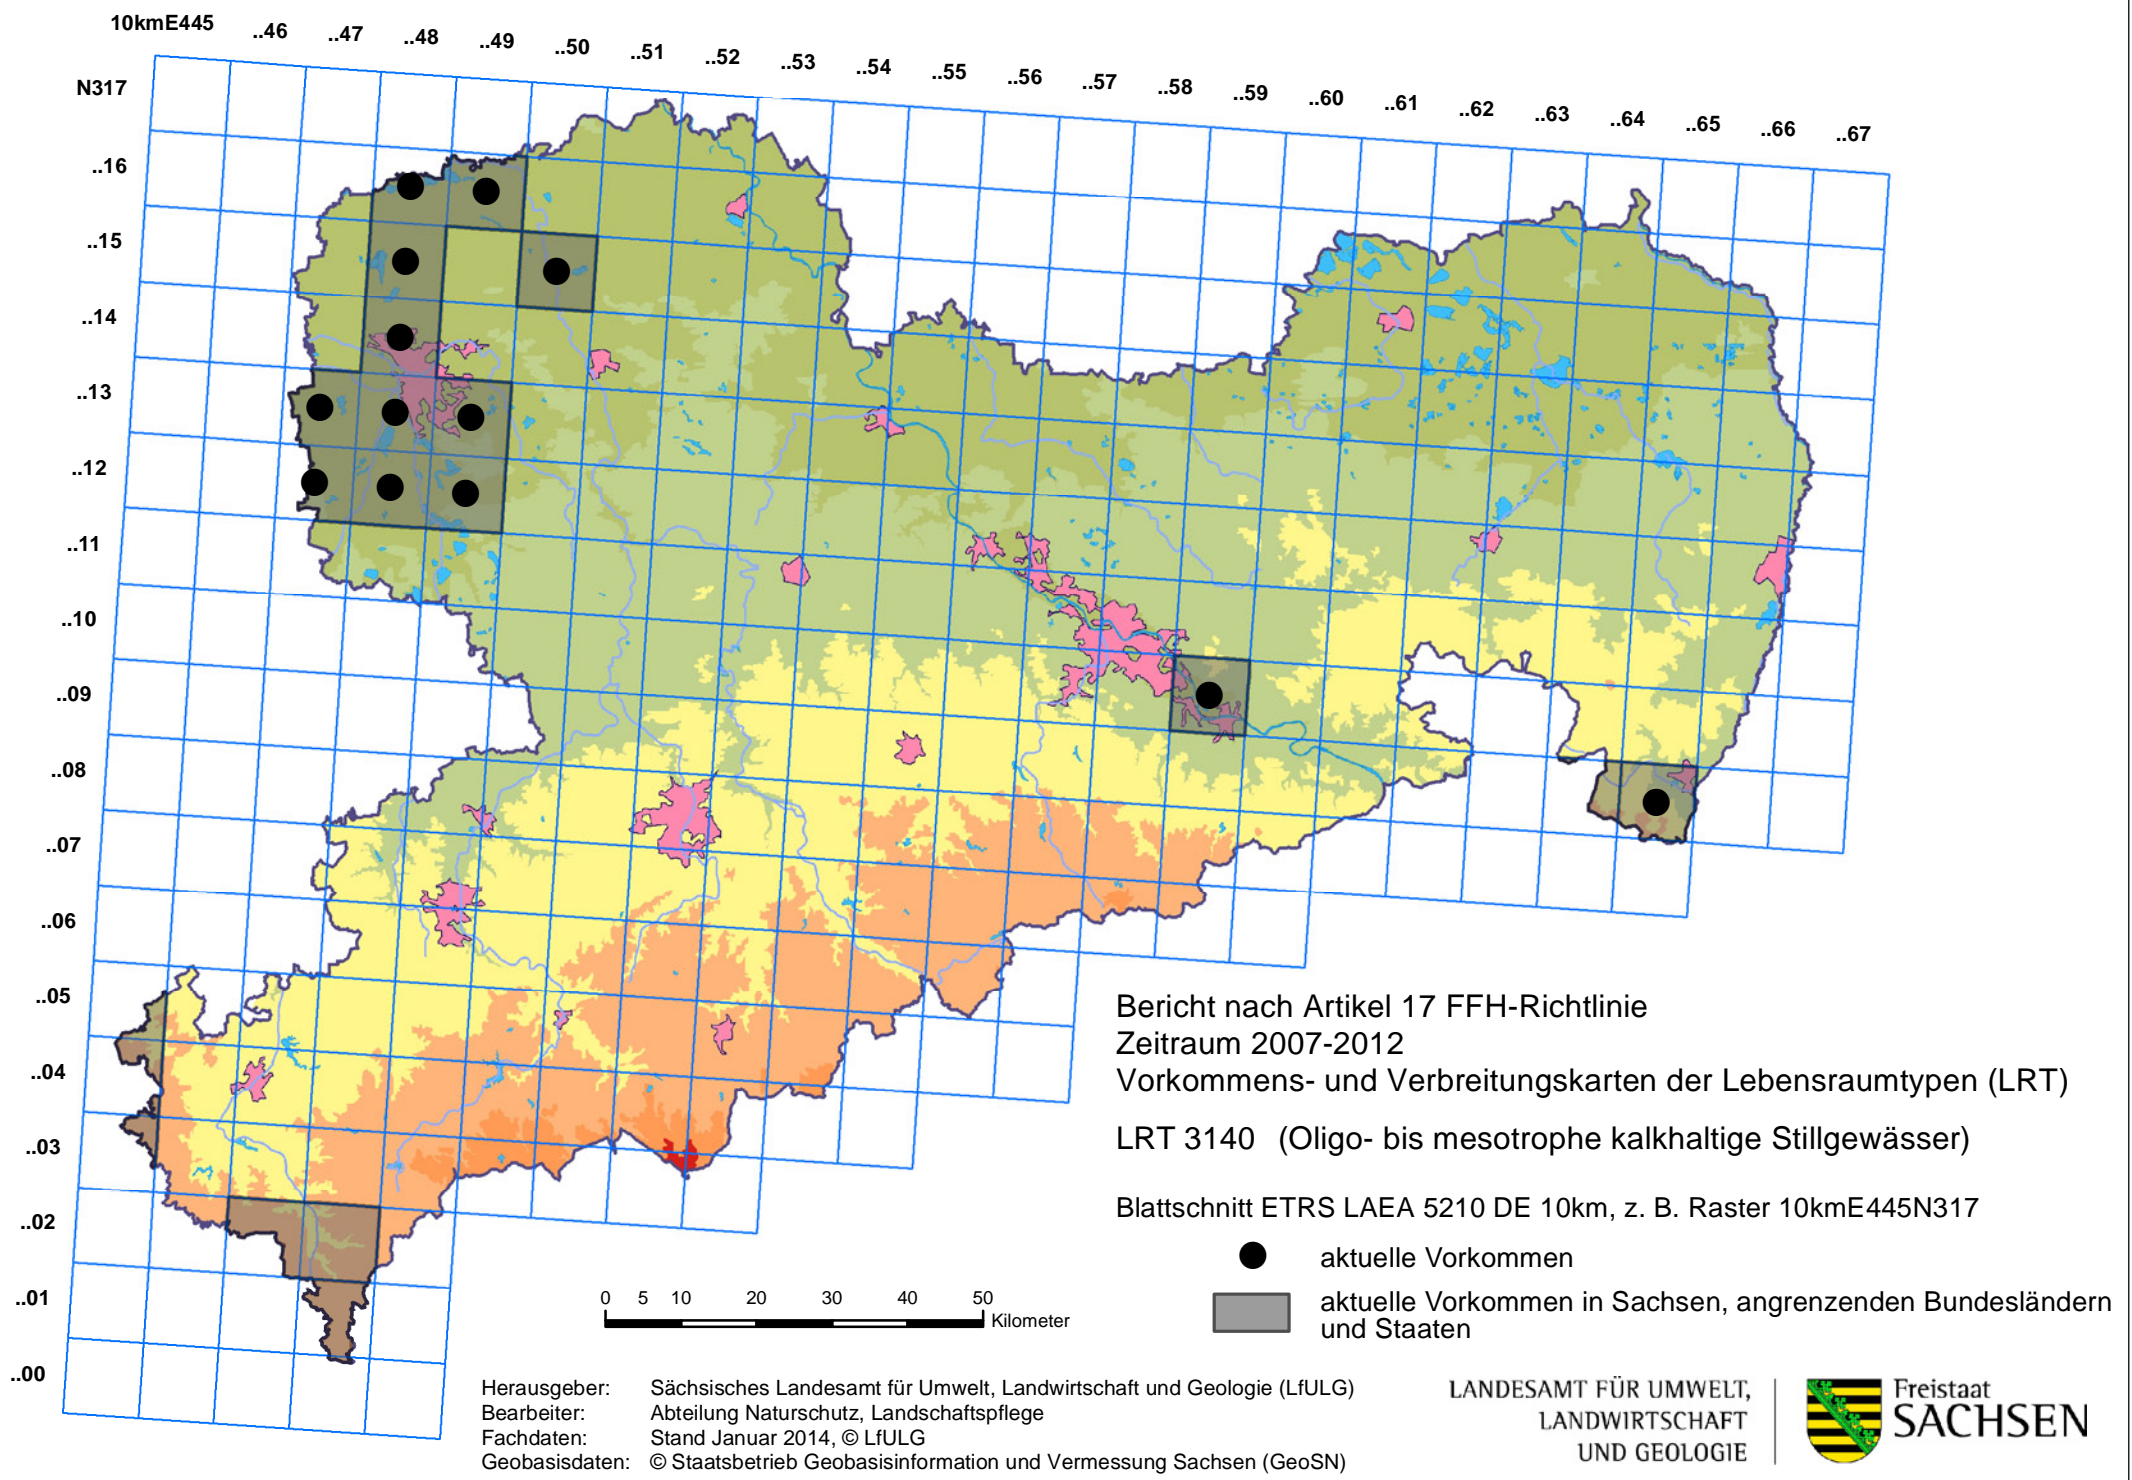 10kmE445 ..46 ..47 ..48 ..49 ..50 ..51 ..52 ..53 ..54 ..55 ..56 ..57 ..58 ..59 ..60 ..61 ..62 ..63 ..64 ..65 ..66 ..67
N317
..16
..15
..14
..13
..12
..11
..10
..09
..08
..07
..06
..05
..04
..03
..02
..01
..00
Bericht nach Artikel 17 FFH-Richtlinie
Zeitraum 2007-2012
Vorkommens- und Verbreitungskarten der Lebensraumtypen (LRT)
LRT 3140 (Oligo- bis mesotrophe kalkhaltige Stillgewässer)
Blattschnitt ETRS LAEA 5210 DE 10km, z. B. Raster 10kmE445N317
aktuelle Vorkommen
aktuelle Vorkommen in Sachsen, angrenzenden Bundesländern
und Staaten
0 5 10 20 30 40 50
Kilometer
Herausgeber: Sächsisches Landesamt für Umwelt, Landwirtschaft und Geologie (LfULG)
Bearbeiter: Abteilung Naturschutz, Landschaftspflege
Fachdaten: Stand Januar 2014, © LfULG
Geobasisdaten: © Staatsbetrieb Geobasisinformation und Vermessung Sachsen (GeoSN)
LANDESAMT FÜR UMWELT,
LANDWIRTSCHAFT
UND GEOLOGIE
Freistaat
SACHSEN